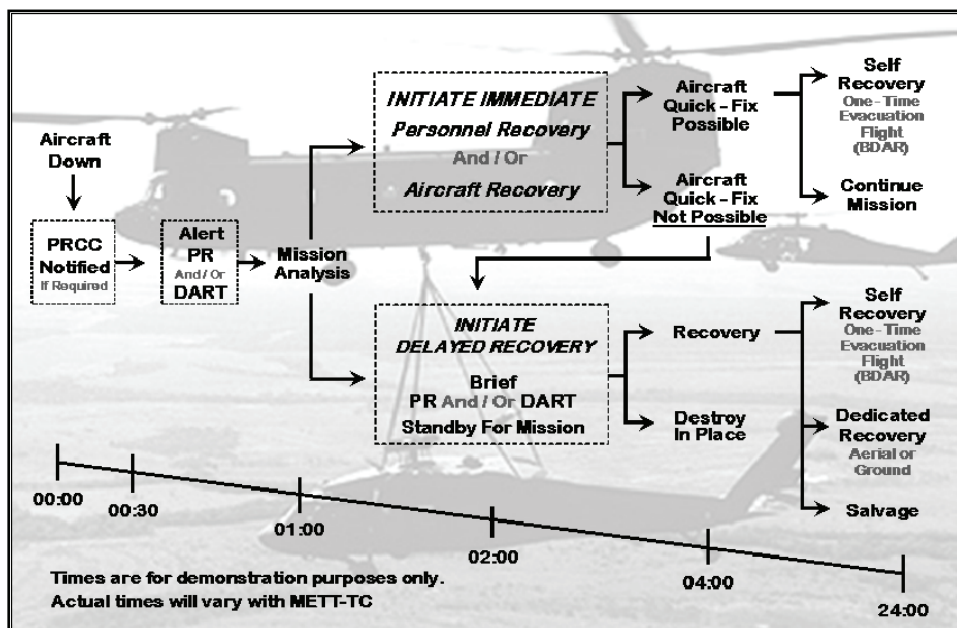 Aircraft
Down
PRCC
Notified
If Required
Alert
PR
And / Or
DART
Mission
Analysis
INITIATE IMMEDIATE
Personnel Recovery
And / Or
Aircraft Recovery
Aircraft
Quick - Fix
Possible
Aircraft
Quick - Fix
Not Possible
Self
Recovery
One - Time
Evacuation
Flight
(BDAR)
Continue
Mission
INITIATE
DELAYED RECOVERY
Brief
PR And / Or DART
Standby For Mission
Recovery
Destroy
In Place
Self
Recovery
One - Time
Evacuation
Flight
(BDAR)
Dedicated
Recovery
Aerial or
Ground
Salvage
00:00
00:30
01:00
02:00
04:00
24:00
Times are for demonstration purposes only.
Actual times will vary with METT-TC